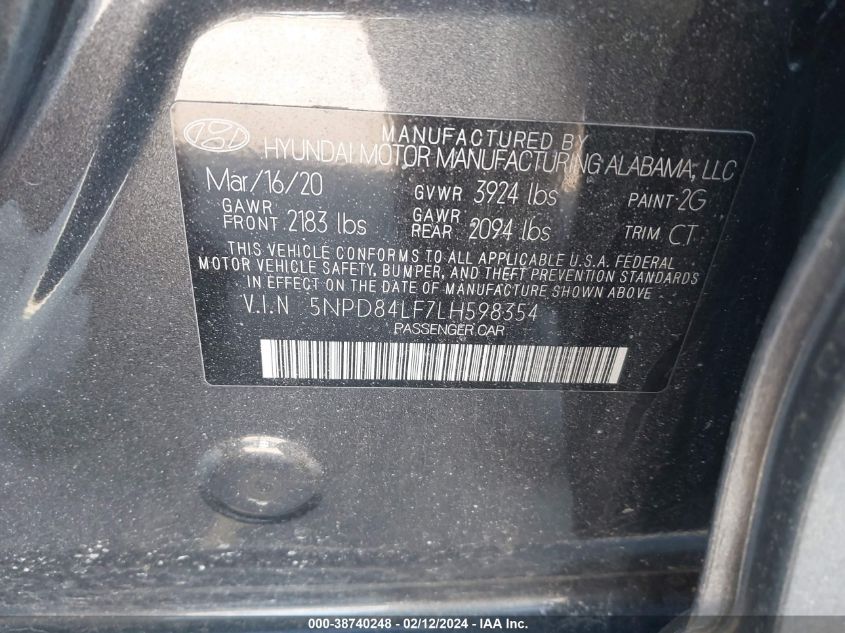 MANUFACTURED BY
HYUNDAI MOTOR MANUFACTURING ALABAMA, LLC
Mar/16/20 GVWR 3924 lbs PAINT 2G
GAWR FRONT 2183 lbs GAWR REAR 2094 lbs TRIM CT
THIS VEHICLE CONFORMS TO ALL APPLICABLE U.S.A. FEDERAL
MOTOR VEHICLE SAFETY, BUMPER, AND THEFT PREVENTION STANDARDS
IN EFFECT ON THE DATE OF MANUFACTURE SHOWN ABOVE
V.I.N 5NPD84LF7LH598354
PASSENGER CAR
000-38740248 - 02/12/2024 - IAA Inc.